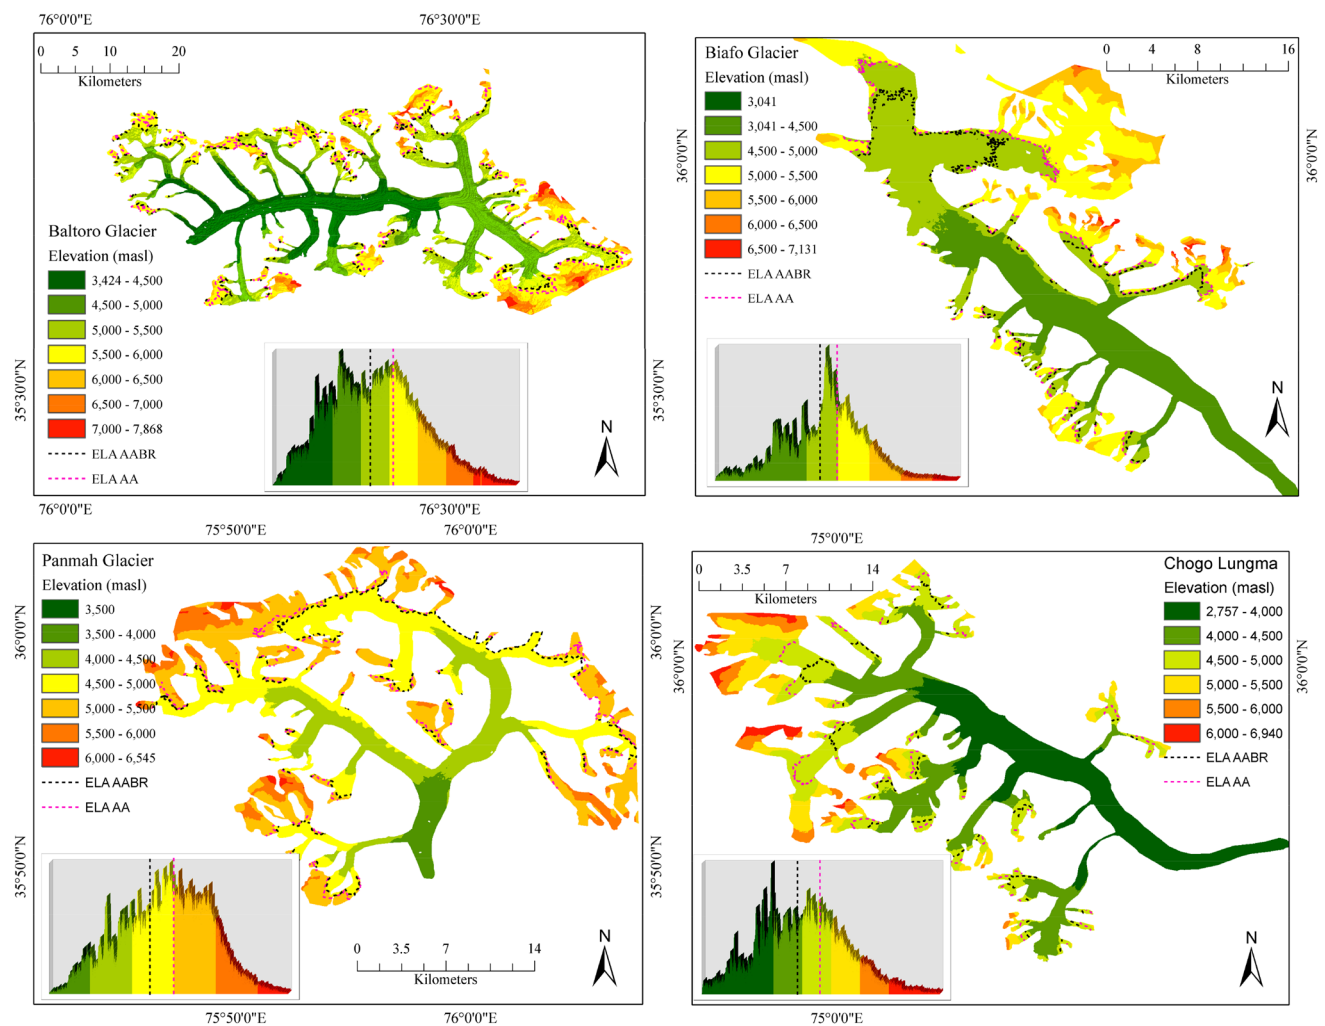 76°0'0"E 76°30'0"E
0 5 10 20
Kilometers
Baltoro Glacier
Elevation (masl)
3,424 - 4,500
4,500 - 5,000
5,000 - 5,500
5,500 - 6,000
6,000 - 6,500
6,500 - 7,000
7,000 - 7,868
ELA AABR
ELA AA
N
35°30'0"N
35°30'0"N
76°0'0"E 76°30'0"E
Biafo Glacier
Elevation (masl)
3,041
3,041 - 4,500
4,500 - 5,000
5,000 - 5,500
5,500 - 6,000
6,000 - 6,500
6,500 - 7,131
ELA AABR
ELA AA
0 4 8 16
Kilometers
N
36°0'0"N
36°0'0"N
75°50'0"E 76°0'0"E
Panmah Glacier
Elevation (masl)
3,500
3,500 - 4,000
4,000 - 4,500
4,500 - 5,000
5,000 - 5,500
5,500 - 6,000
6,000 - 6,545
ELA AABR
ELA AA
0 3.5 7 14
Kilometers
N
36°0'0"N
35°50'0"N
36°0'0"N
35°50'0"N
75°50'0"E 76°0'0"E
75°0'0"E
0 3.5 7 14
Kilometers
Chogo Lungma
Elevation (masl)
2,757 - 4,000
4,000 - 4,500
4,500 - 5,000
5,000 - 5,500
5,500 - 6,000
6,000 - 6,940
ELA AABR
ELA AA
N
36°0'0"N
36°0'0"N
75°0'0"E